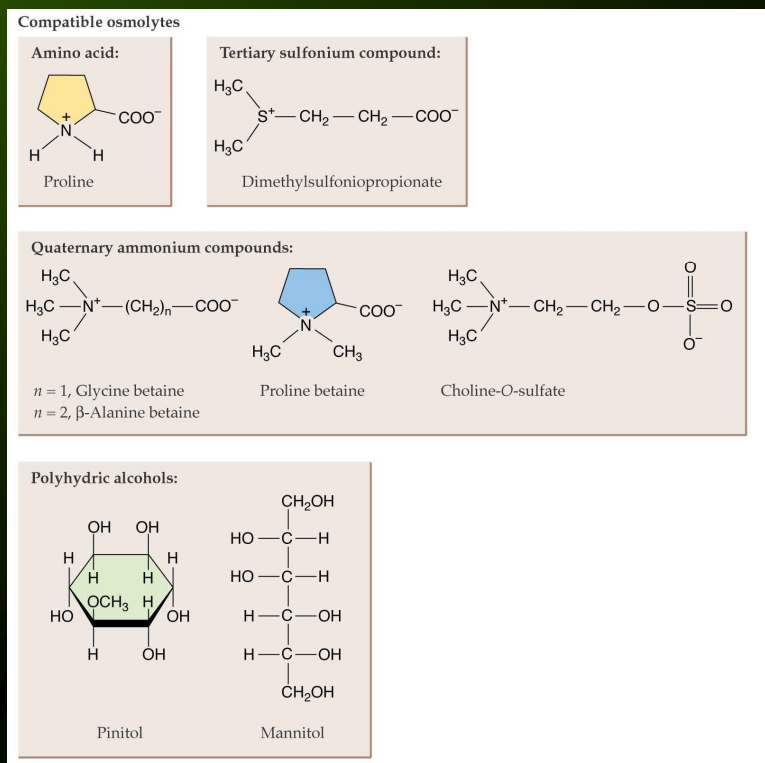 Compatible osmolytes
Amino acid:
COO⁻
+
N
H H
Proline
Tertiary sulfonium compound:
H₃C
S⁺—CH₂—CH₂—COO⁻
H₃C
Dimethylsulfoniopropionate
Quaternary ammonium compounds:
H₃C
H₃C—N⁺—(CH₂)ₙ—COO⁻
H₃C
n = 1, Glycine betaine
n = 2, β-Alanine betaine
COO⁻
+
N
H₃C CH₃
Proline betaine
H₃C O
H₃C—N⁺—CH₂—CH₂—O—S=O
H₃C O⁻
Choline-O-sulfate
Polyhydric alcohols:
OH OH
H H
H H
OCH₃ H
HO OH
H OH
Pinitol
CH₂OH
HO—C—H
HO—C—H
H—C—OH
H—C—OH
CH₂OH
Mannitol